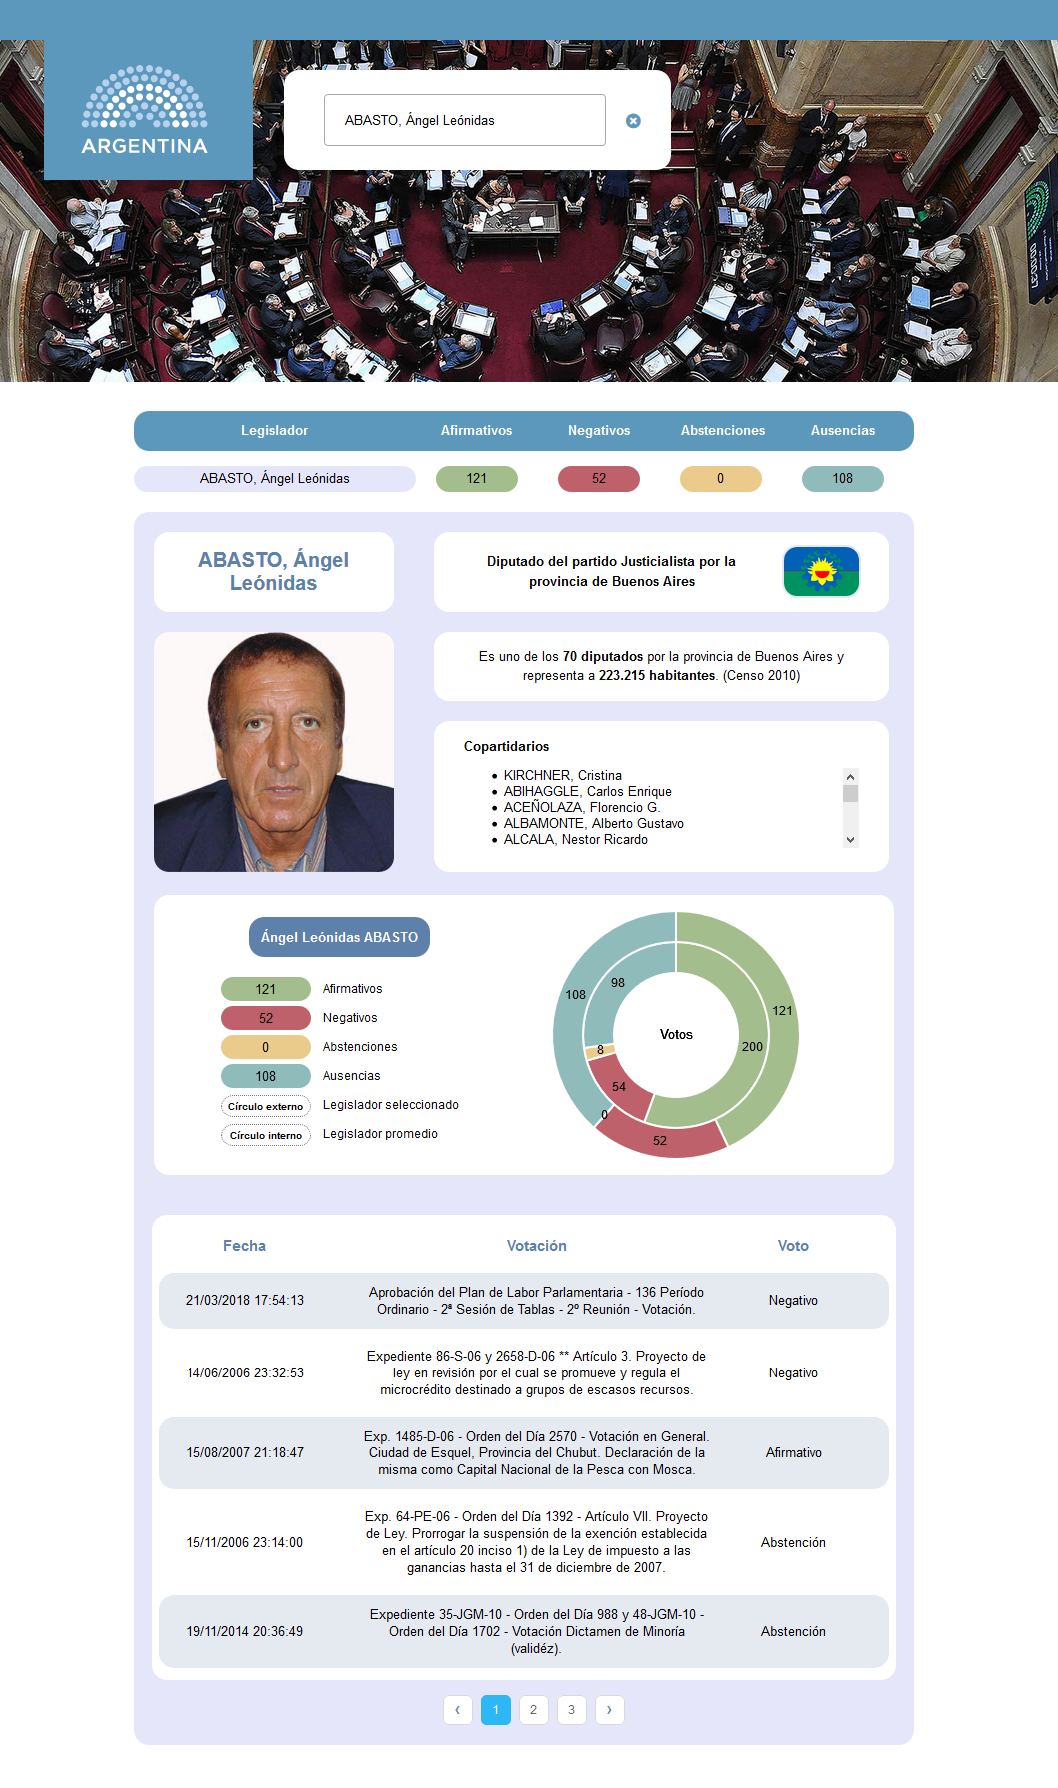 ARGENTINA
ABASTO, Ángel Leónidas
Legislador Afirmativos Negativos Abstenciones Ausencias
ABASTO, Ángel Leónidas 121 52 0 108
ABASTO, Ángel
Leónidas
Diputado del partido Justicialista por la
provincia de Buenos Aires
Es uno de los 70 diputados por la provincia de Buenos Aires y
representa a 223.215 habitantes. (Censo 2010)
Copartidarios
KIRCHNER, Cristina
ABIHAGGLE, Carlos Enrique
ACEÑOLAZA, Florencio G.
ALBAMONTE, Alberto Gustavo
ALCALA, Nestor Ricardo
Ángel Leónidas ABASTO
121 Afirmativos
52 Negativos
0 Abstenciones
108 Ausencias
Círculo externo Legislador seleccionado
Círculo interno Legislador promedio
98
108
121
Votos
200
8
54
0
52
Fecha Votación Voto
21/03/2018 17:54:13
Aprobación del Plan de Labor Parlamentaria - 136 Período
Ordinario - 2ª Sesión de Tablas - 2º Reunión - Votación.
Negativo
14/06/2006 23:32:53
Expediente 86-S-06 y 2658-D-06 ** Artículo 3. Proyecto de
ley en revisión por el cual se promueve y regula el
microcrédito destinado a grupos de escasos recursos.
Negativo
15/08/2007 21:18:47
Exp. 1485-D-06 - Orden del Día 2570 - Votación en General.
Ciudad de Esquel, Provincia del Chubut. Declaración de la
misma como Capital Nacional de la Pesca con Mosca.
Afirmativo
15/11/2006 23:14:00
Exp. 64-PE-06 - Orden del Día 1392 - Artículo VII. Proyecto
de Ley. Prorrogar la suspensión de la exención establecida
en el artículo 20 inciso 1) de la Ley de impuesto a las
ganancias hasta el 31 de diciembre de 2007.
Abstención
19/11/2014 20:36:49
Expediente 35-JGM-10 - Orden del Día 988 y 48-JGM-10 -
Orden del Día 1702 - Votación Dictamen de Minoría
(validéz).
Abstención
‹ 1 2 3 ›